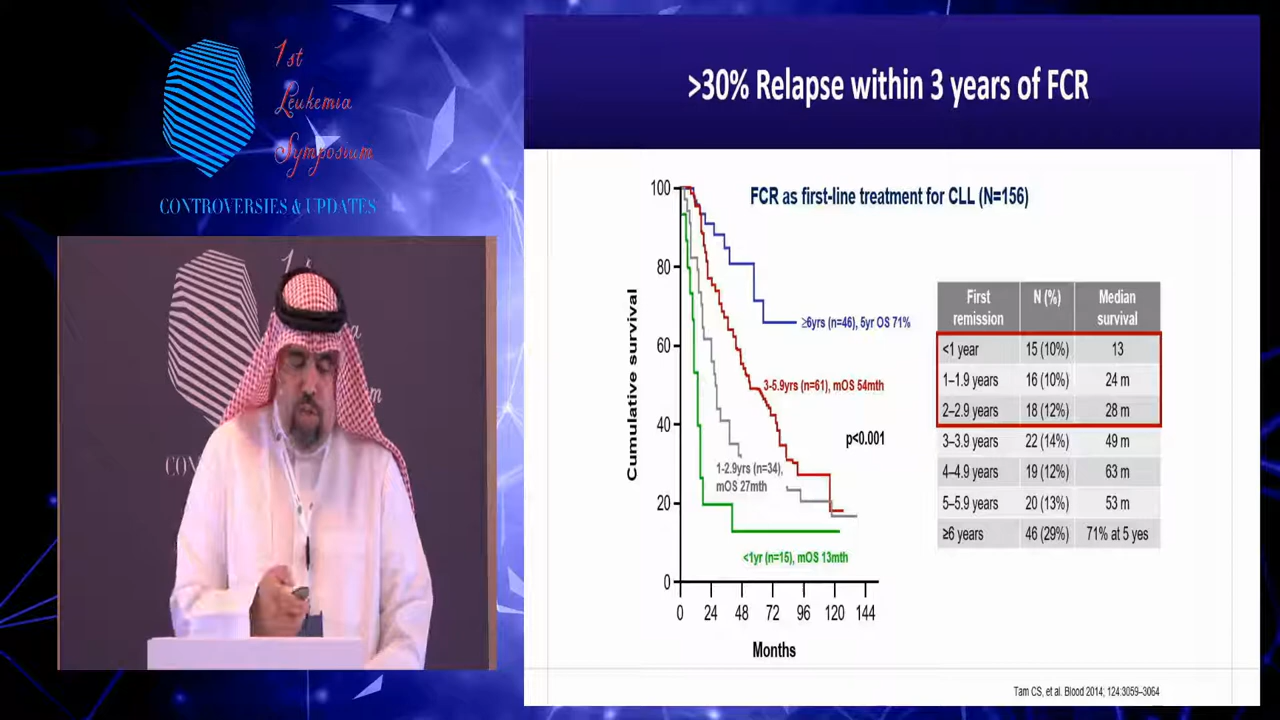 1st
Leukemia
Symposium
CONTROVERSIES & UPDATES
>30% Relapse within 3 years of FCR
FCR as first-line treatment for CLL (N=156)
Cumulative survival
100
80
60
40
20
0
0 24 48 72 96 120 144
Months
≥6yrs (n=46), 5yr OS 71%
3-5.9yrs (n=61), mOS 54mth
p<0.001
1-2.9yrs (n=34),
mOS 27mth
<1yr (n=15), mOS 13mth
First remission N (%) Median survival
<1 year 15 (10%) 13
1–1.9 years 16 (10%) 24 m
2–2.9 years 18 (12%) 28 m
3–3.9 years 22 (14%) 49 m
4–4.9 years 19 (12%) 63 m
5–5.9 years 20 (13%) 53 m
≥6 years 46 (29%) 71% at 5 yes
Tam CS, et al. Blood 2014; 124:3059–3064